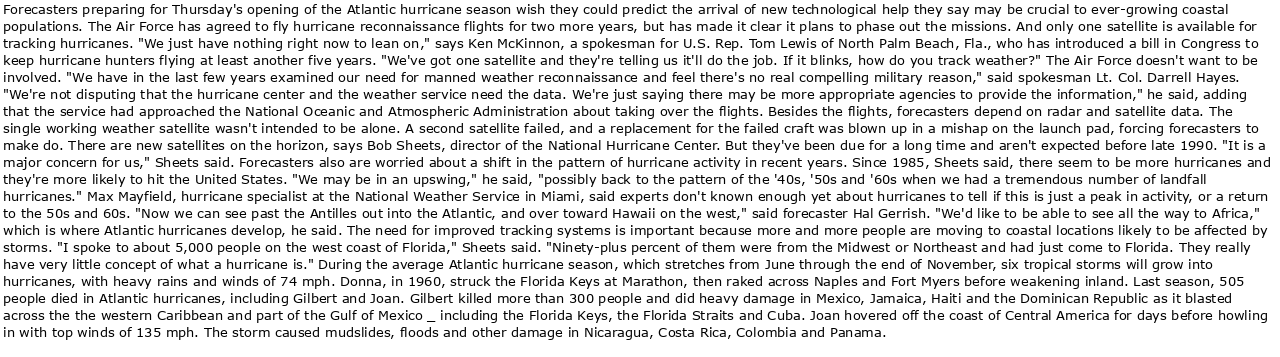 Forecasters preparing for Thursday's opening of the Atlantic hurricane season wish they could predict the arrival of new technological help they say may be crucial to ever-growing coastal
populations. The Air Force has agreed to fly hurricane reconnaissance flights for two more years, but has made it clear it plans to phase out the missions. And only one satellite is available for
tracking hurricanes. "We just have nothing right now to lean on," says Ken McKinnon, a spokesman for U.S. Rep. Tom Lewis of North Palm Beach, Fla., who has introduced a bill in Congress to
keep hurricane hunters flying at least another five years. "We've got one satellite and they're telling us it'll do the job. If it blinks, how do you track weather?" The Air Force doesn't want to be
involved. "We have in the last few years examined our need for manned weather reconnaissance and feel there's no real compelling military reason," said spokesman Lt. Col. Darrell Hayes.
"We're not disputing that the hurricane center and the weather service need the data. We're just saying there may be more appropriate agencies to provide the information," he said, adding
that the service had approached the National Oceanic and Atmospheric Administration about taking over the flights. Besides the flights, forecasters depend on radar and satellite data. The
single working weather satellite wasn't intended to be alone. A second satellite failed, and a replacement for the failed craft was blown up in a mishap on the launch pad, forcing forecasters to
make do. There are new satellites on the horizon, says Bob Sheets, director of the National Hurricane Center. But they've been due for a long time and aren't expected before late 1990. "It is a
major concern for us," Sheets said. Forecasters also are worried about a shift in the pattern of hurricane activity in recent years. Since 1985, Sheets said, there seem to be more hurricanes and
they're more likely to hit the United States. "We may be in an upswing," he said, "possibly back to the pattern of the '40s, '50s and '60s when we had a tremendous number of landfall
hurricanes." Max Mayfield, hurricane specialist at the National Weather Service in Miami, said experts don't known enough yet about hurricanes to tell if this is just a peak in activity, or a return
to the 50s and 60s. "Now we can see past the Antilles out into the Atlantic, and over toward Hawaii on the west," said forecaster Hal Gerrish. "We'd like to be able to see all the way to Africa,"
which is where Atlantic hurricanes develop, he said. The need for improved tracking systems is important because more and more people are moving to coastal locations likely to be affected by
storms. "I spoke to about 5,000 people on the west coast of Florida," Sheets said. "Ninety-plus percent of them were from the Midwest or Northeast and had just come to Florida. They really
have very little concept of what a hurricane is." During the average Atlantic hurricane season, which stretches from June through the end of November, six tropical storms will grow into
hurricanes, with heavy rains and winds of 74 mph. Donna, in 1960, struck the Florida Keys at Marathon, then raked across Naples and Fort Myers before weakening inland. Last season, 505
people died in Atlantic hurricanes, including Gilbert and Joan. Gilbert killed more than 300 people and did heavy damage in Mexico, Jamaica, Haiti and the Dominican Republic as it blasted
across the the western Caribbean and part of the Gulf of Mexico _ including the Florida Keys, the Florida Straits and Cuba. Joan hovered off the coast of Central America for days before howling
in with top winds of 135 mph. The storm caused mudslides, floods and other damage in Nicaragua, Costa Rica, Colombia and Panama.